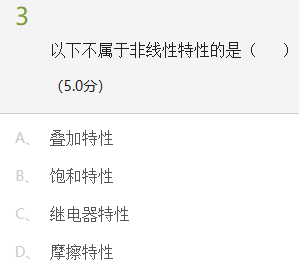 3
以下不属于非线性特性的是（　　）
（5.0分）
A、 叠加特性
B、 饱和特性
C、 继电器特性
D、 摩擦特性